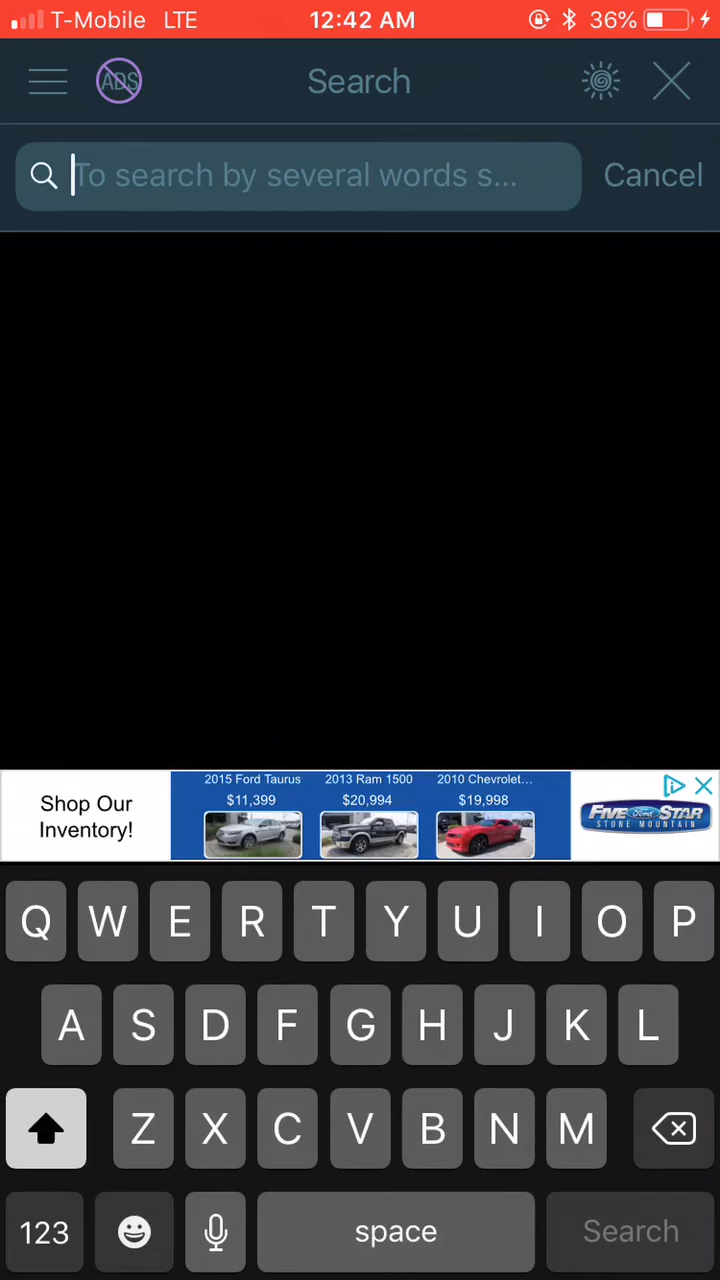 T-Mobile LTE 12:42 AM 36%
ADS Search
To search by several words s... Cancel
Shop Our
Inventory!
2015 Ford Taurus 2013 Ram 1500 2010 Chevrolet...
$11,399 $20,994 $19,998
FIVE Ford STAR
STONE MOUNTAIN
Q W E R T Y U I O P
A S D F G H J K L
Z X C V B N M
123 space Search